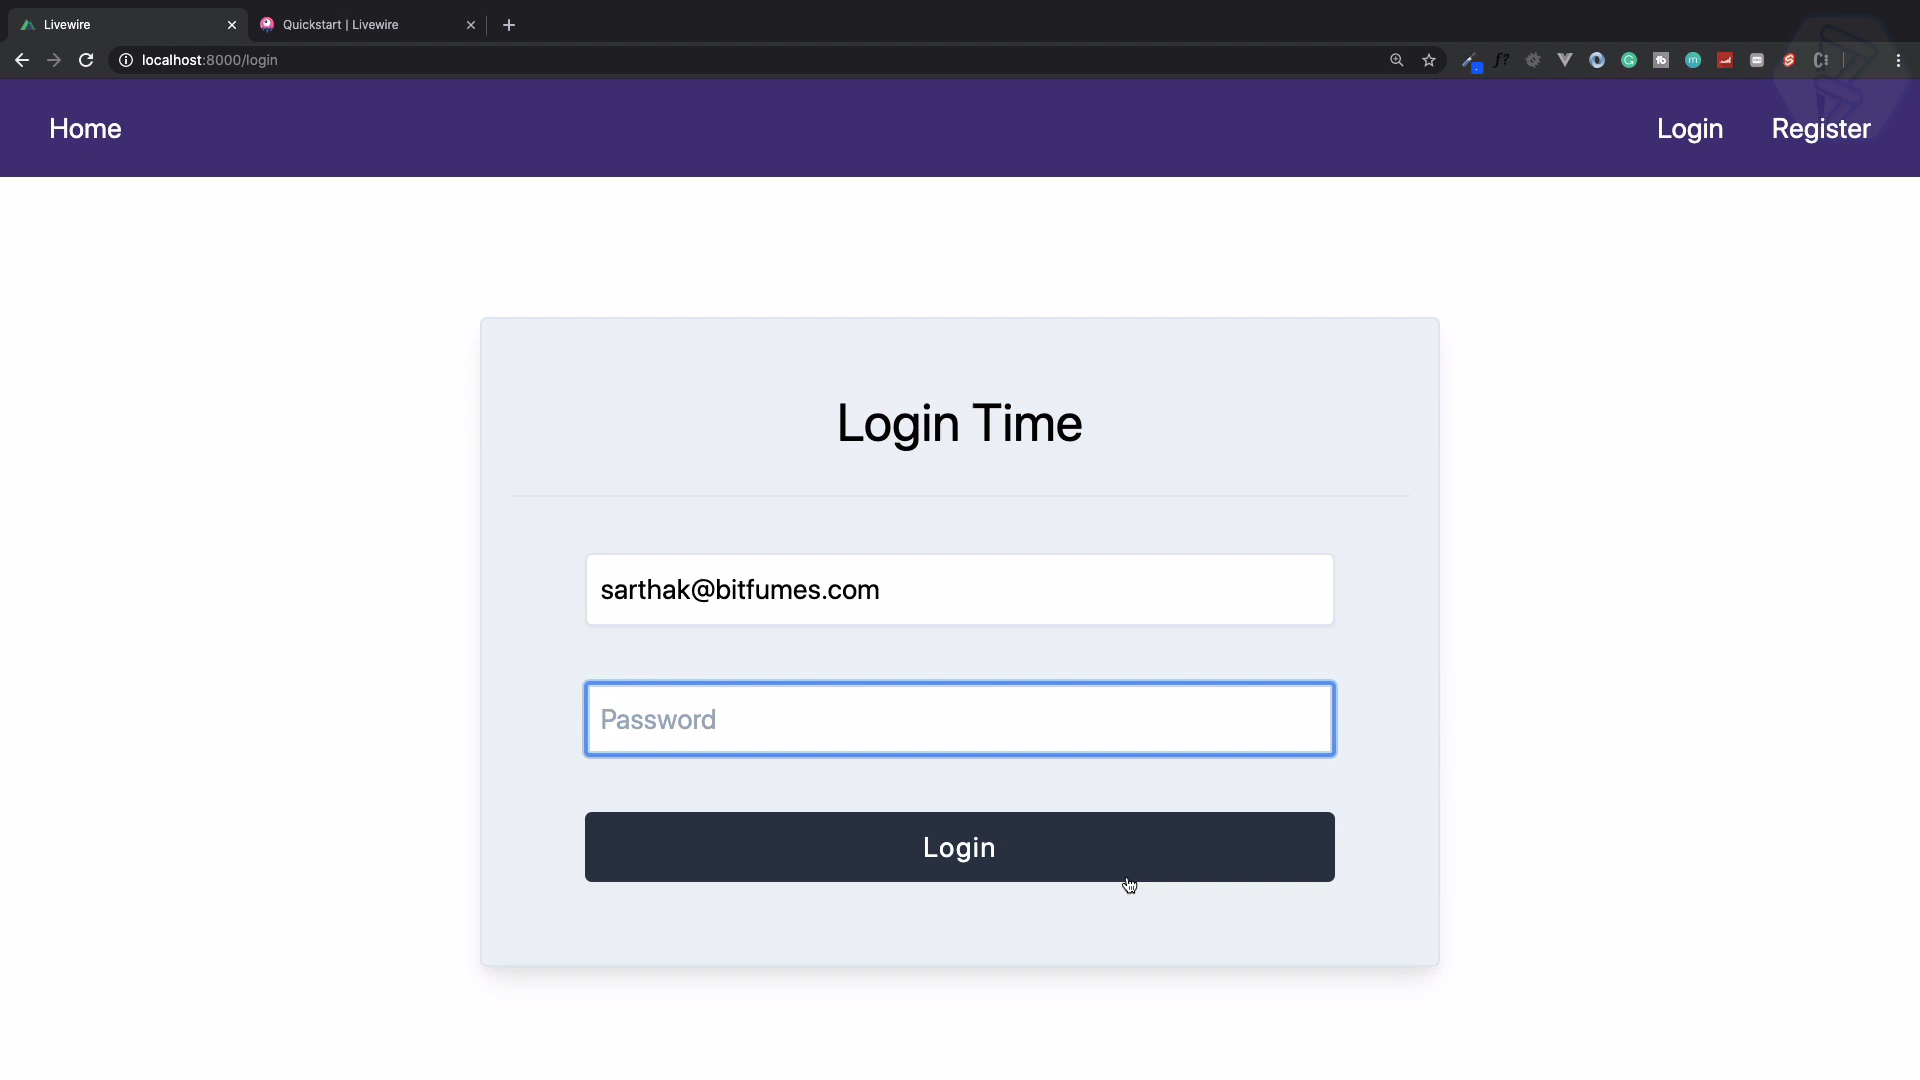 Livewire
Quickstart | Livewire
localhost:8000/login
Home
Login
Register
Login Time
sarthak@bitfumes.com
Password
Login